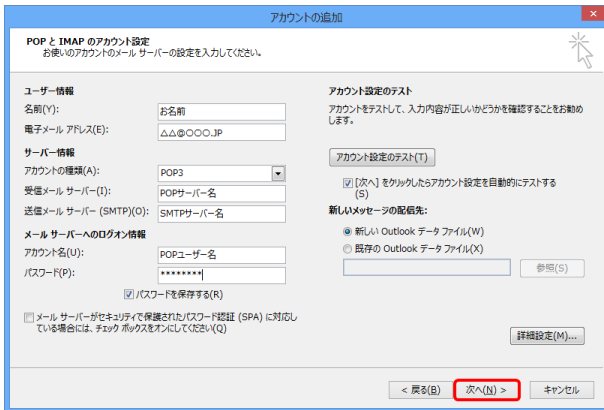 アカウントの追加
POP と IMAP のアカウント設定
お使いのアカウントのメール サーバーの設定を入力してください。
ユーザー情報
名前(Y):
お名前
電子メール アドレス(E):
△△@〇〇〇.JP
サーバー情報
アカウントの種類(A):
POP3
受信メール サーバー(I):
POPサーバー名
送信メール サーバー (SMTP)(O):
SMTPサーバー名
メール サーバーへのログオン情報
アカウント名(U):
POPユーザー名
パスワード(P):
********
パスワードを保存する(R)
メール サーバーがセキュリティで保護されたパスワード認証 (SPA) に対応し
ている場合には、チェック ボックスをオンにしてください(Q)
アカウント設定のテスト
アカウントをテストして、入力内容が正しいかどうかを確認することをお勧め
します。
アカウント設定のテスト(T)
[次へ] をクリックしたらアカウント設定を自動的にテストする
(S)
新しいメッセージの配信先:
新しい Outlook データ ファイル(W)
既存の Outlook データ ファイル(X)
参照(S)
詳細設定(M)...
< 戻る(B)
次へ(N) >
キャンセル